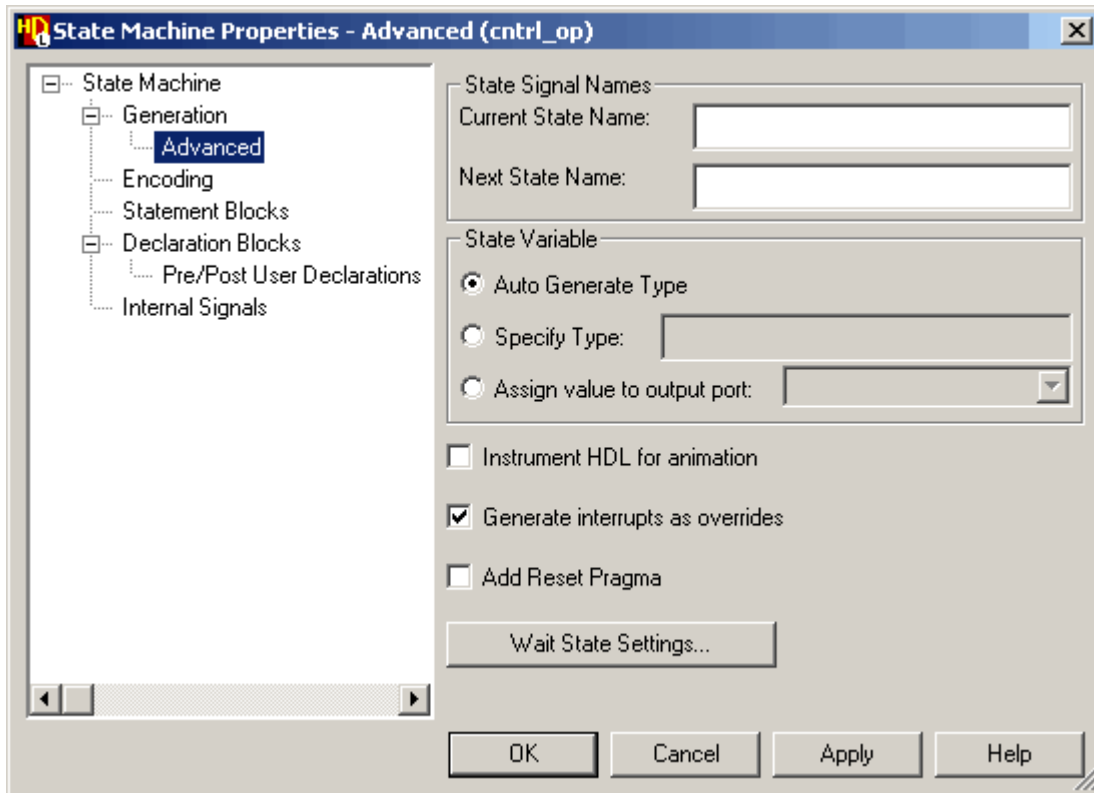 State Machine Properties - Advanced (cntrl_op)
State Machine
Generation
Advanced
Encoding
Statement Blocks
Declaration Blocks
Pre/Post User Declarations
Internal Signals
State Signal Names
Current State Name:
Next State Name:
State Variable
Auto Generate Type
Specify Type:
Assign value to output port:
Instrument HDL for animation
Generate interrupts as overrides
Add Reset Pragma
Wait State Settings...
OK
Cancel
Apply
Help